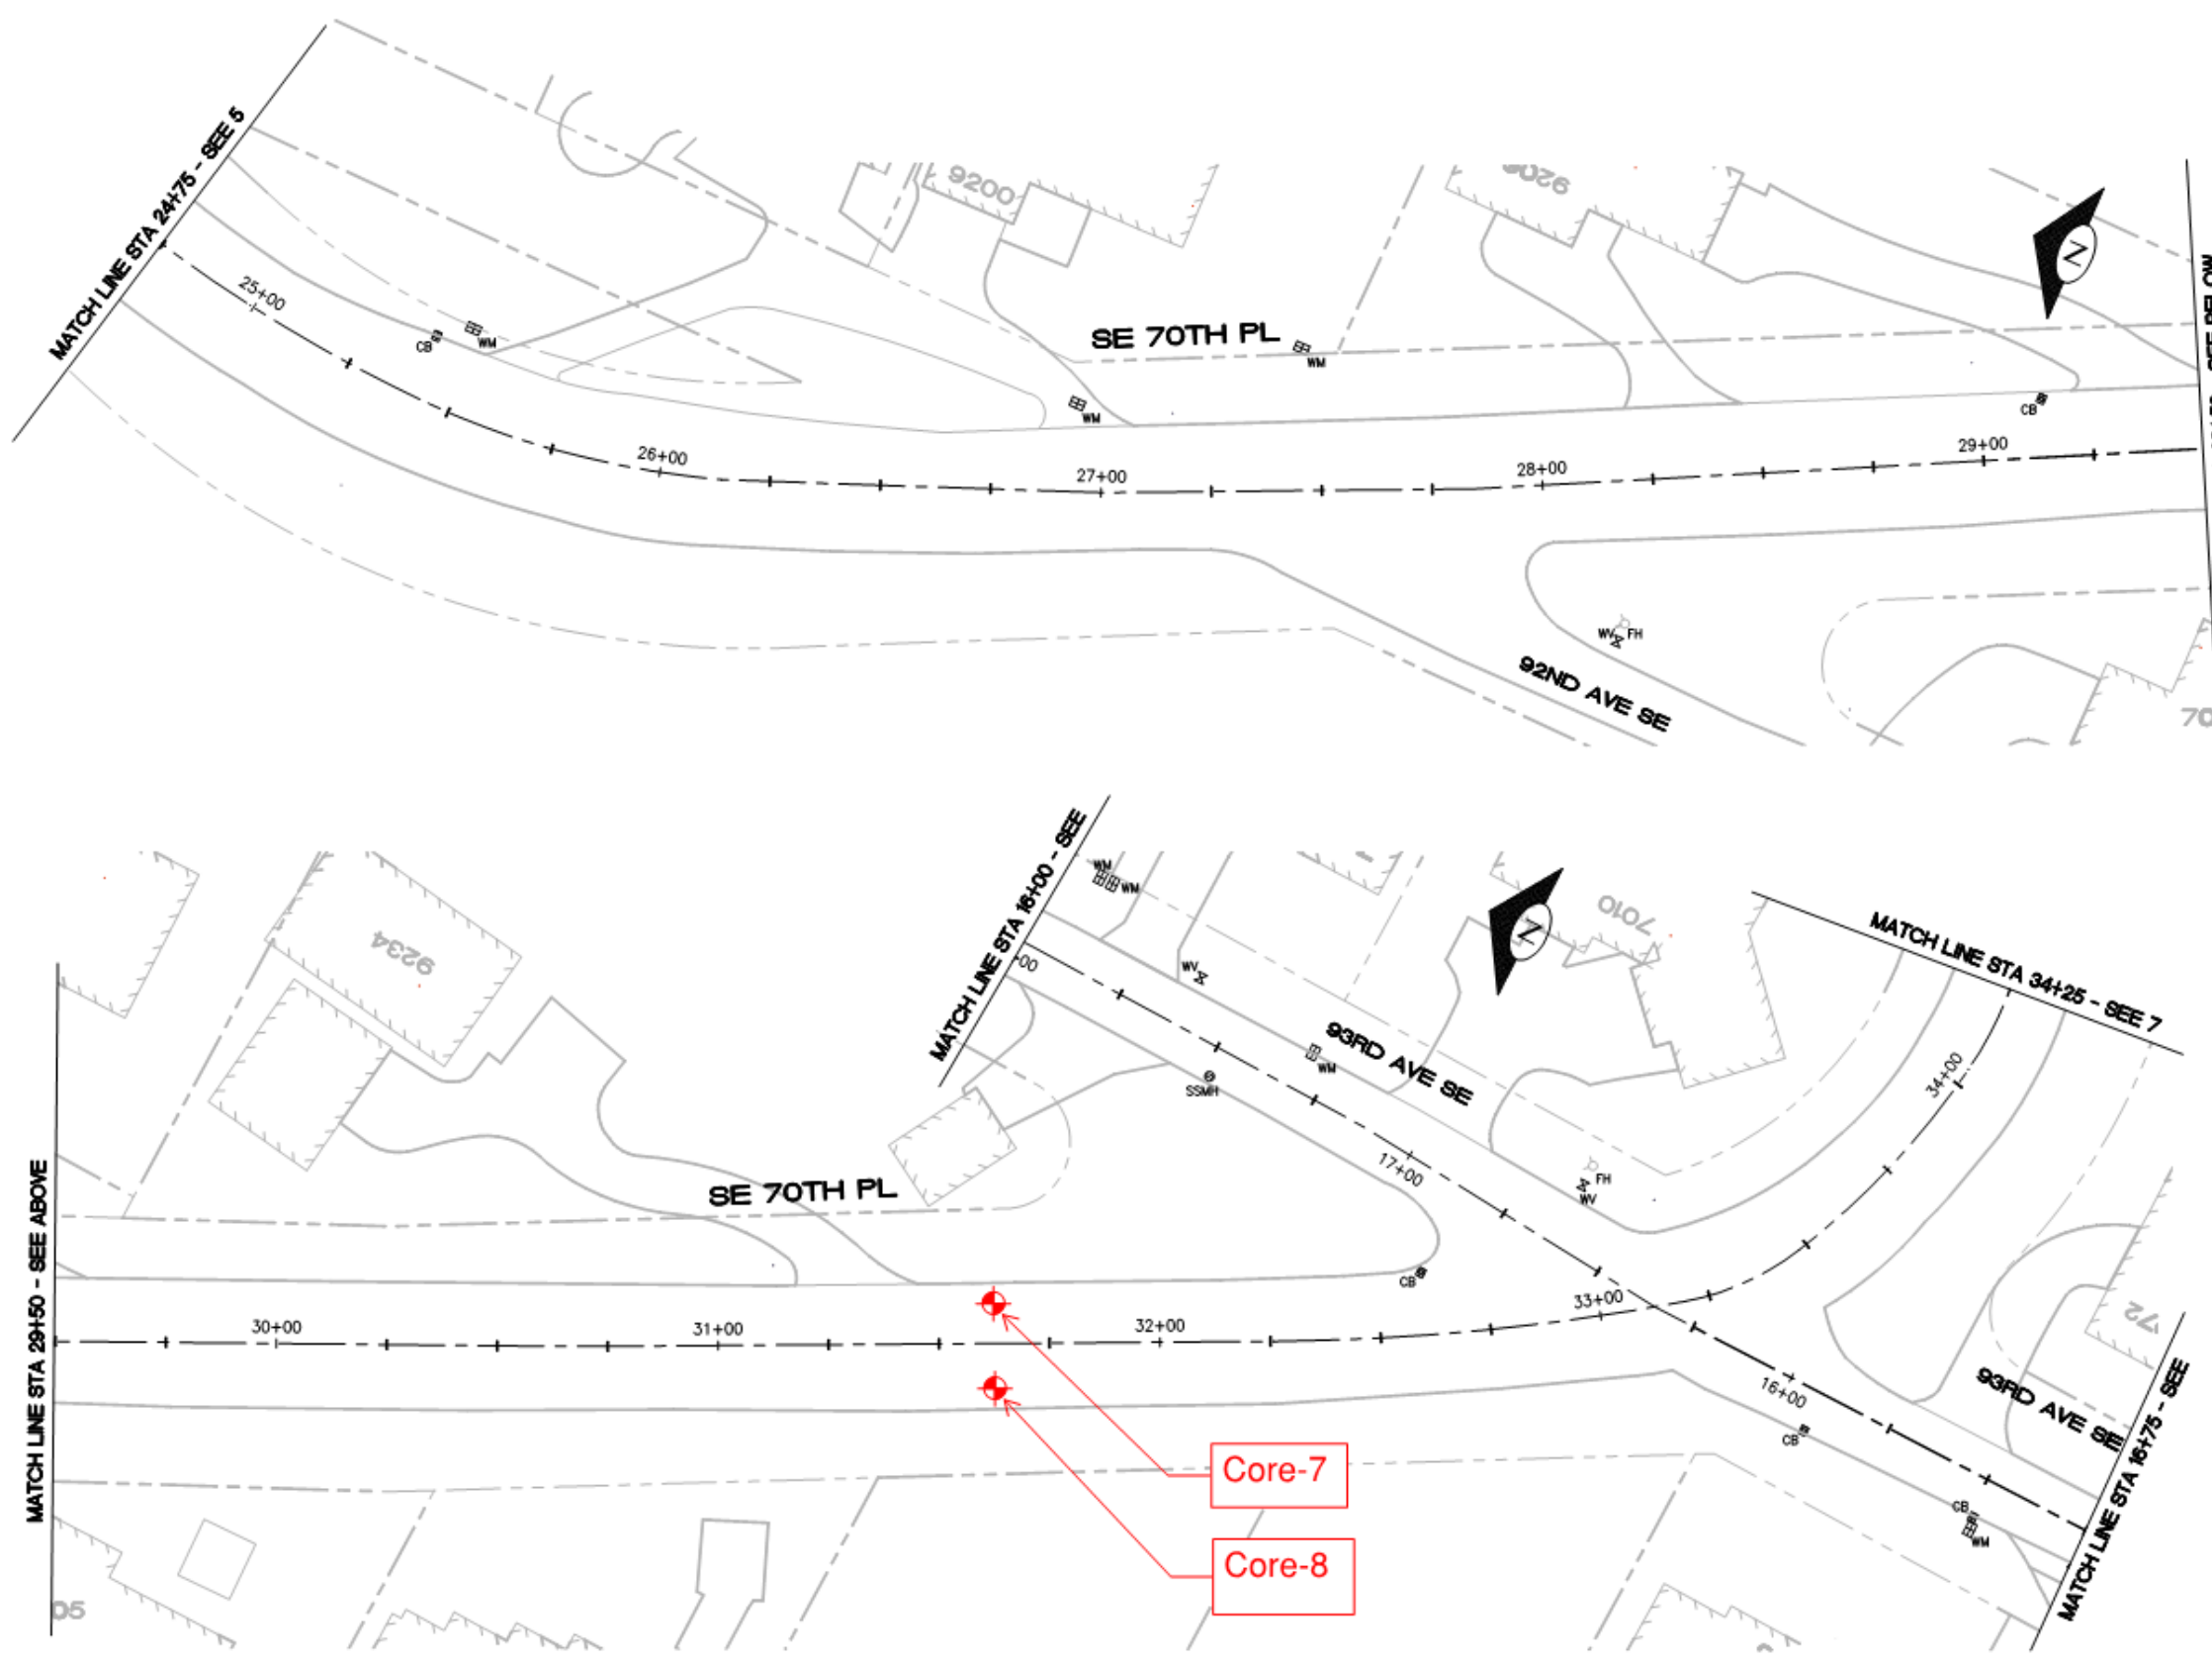 MATCH LINE STA 24+75 - SEE 5
25+00
CB
WM
26+00
9200
SE 70TH PL
WM
WM
27+00
28+00
CB
29+00
N
WV
FH
92ND AVE SE
70
MATCH LINE STA 29+50 - SEE ABOVE
9234
SE 70TH PL
30+00
31+00
32+00
33+00
34+00
MATCH LINE STA 16+00 - SEE
00
WM
WM
WV
SSMH
WM
93RD AVE SE
17+00
7010
N
FH
WV
CB
MATCH LINE STA 34+25 - SEE 7
16+00
CB
CB
WM
72
93RD AVE SE
MATCH LINE STA 16+75 - SEE
Core-7
Core-8
05